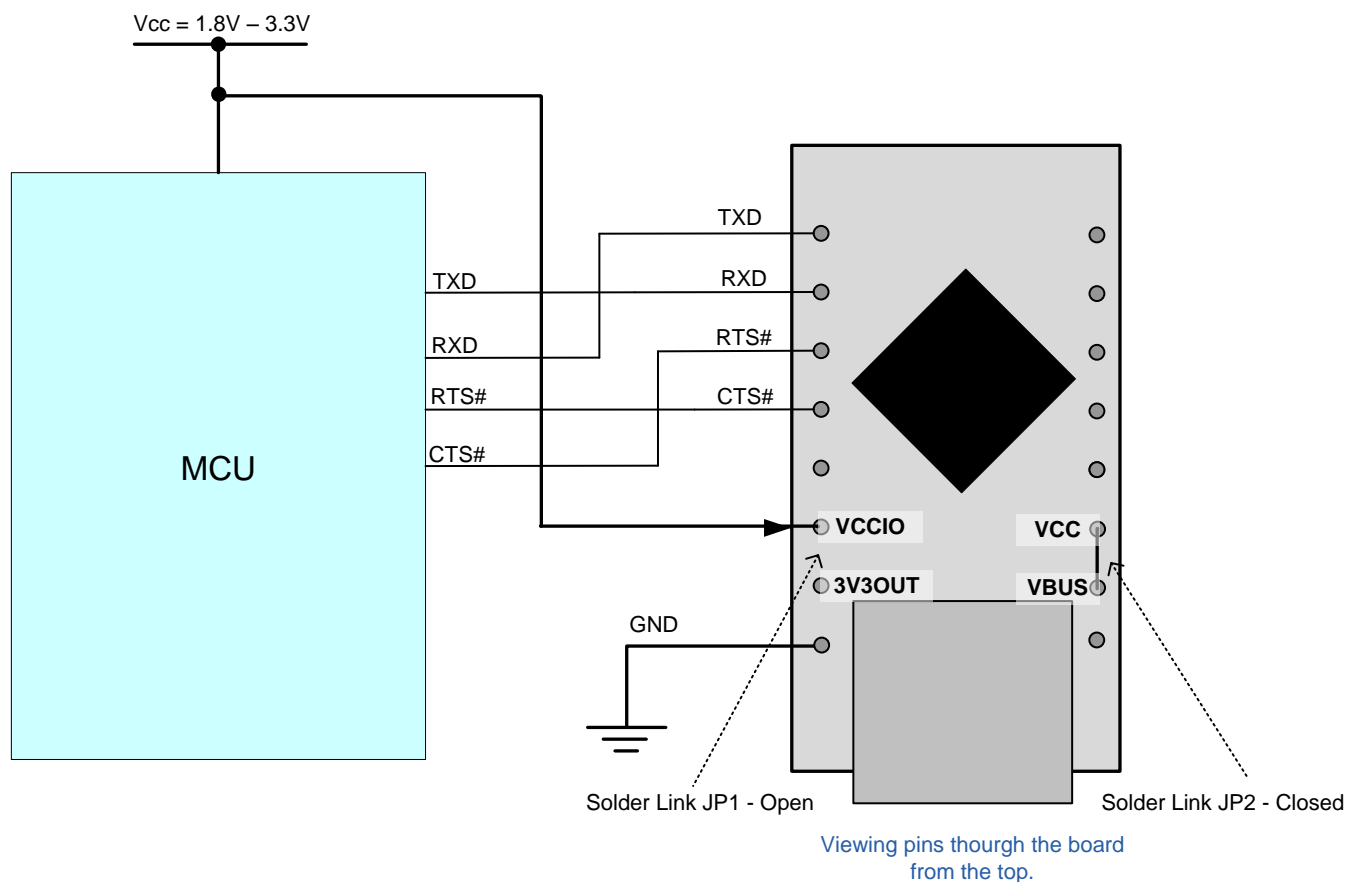 Vcc = 1.8V – 3.3V
TXD
TXD
RXD
RTS#
RXD
RTS#
CTS#
CTS#
MCU
VCCIO
VCC
3V3OUT
VBUS
GND
Solder Link JP1 - Open
Solder Link JP2 - Closed
Viewing pins thourgh the board
from the top.